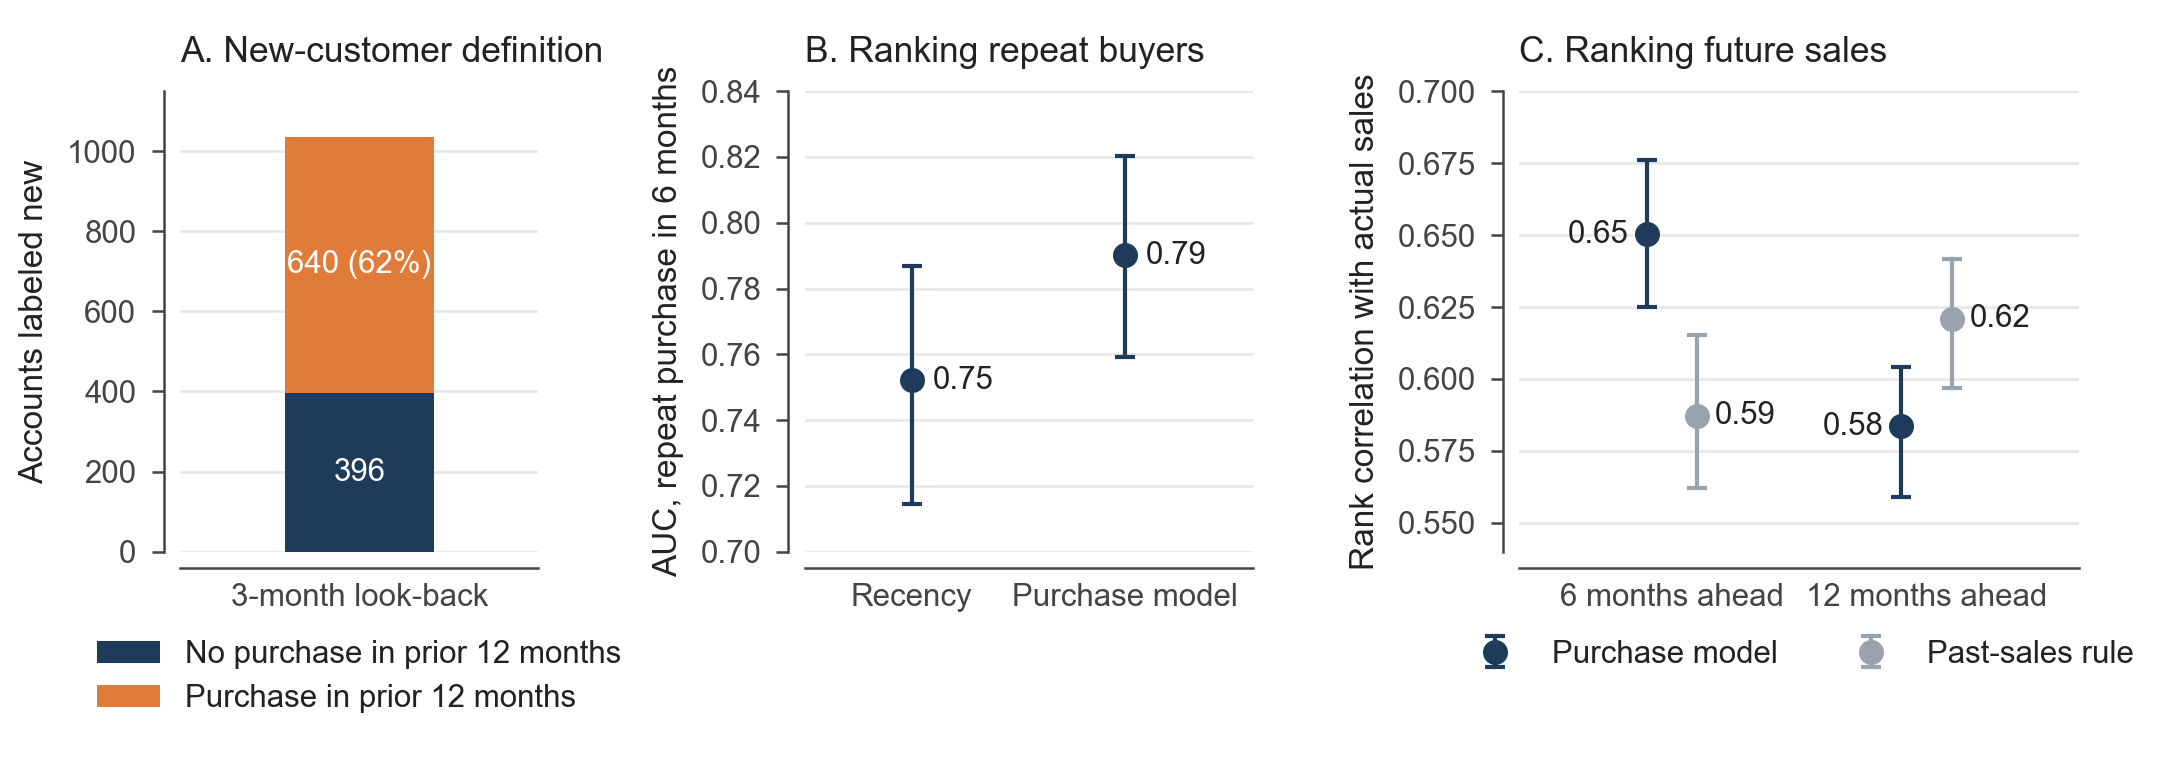 A. New-customer definition
Accounts labeled new
1000
800
600
400
200
0
640 (62%)
396
3-month look-back
No purchase in prior 12 months
Purchase in prior 12 months
B. Ranking repeat buyers
AUC, repeat purchase in 6 months
0.84
0.82
0.80
0.78
0.76
0.74
0.72
0.70
0.75
0.79
Recency
Purchase model
C. Ranking future sales
Rank correlation with actual sales
0.700
0.675
0.650
0.625
0.600
0.575
0.550
0.65
0.59
0.58
0.62
6 months ahead
12 months ahead
Purchase model
Past-sales rule